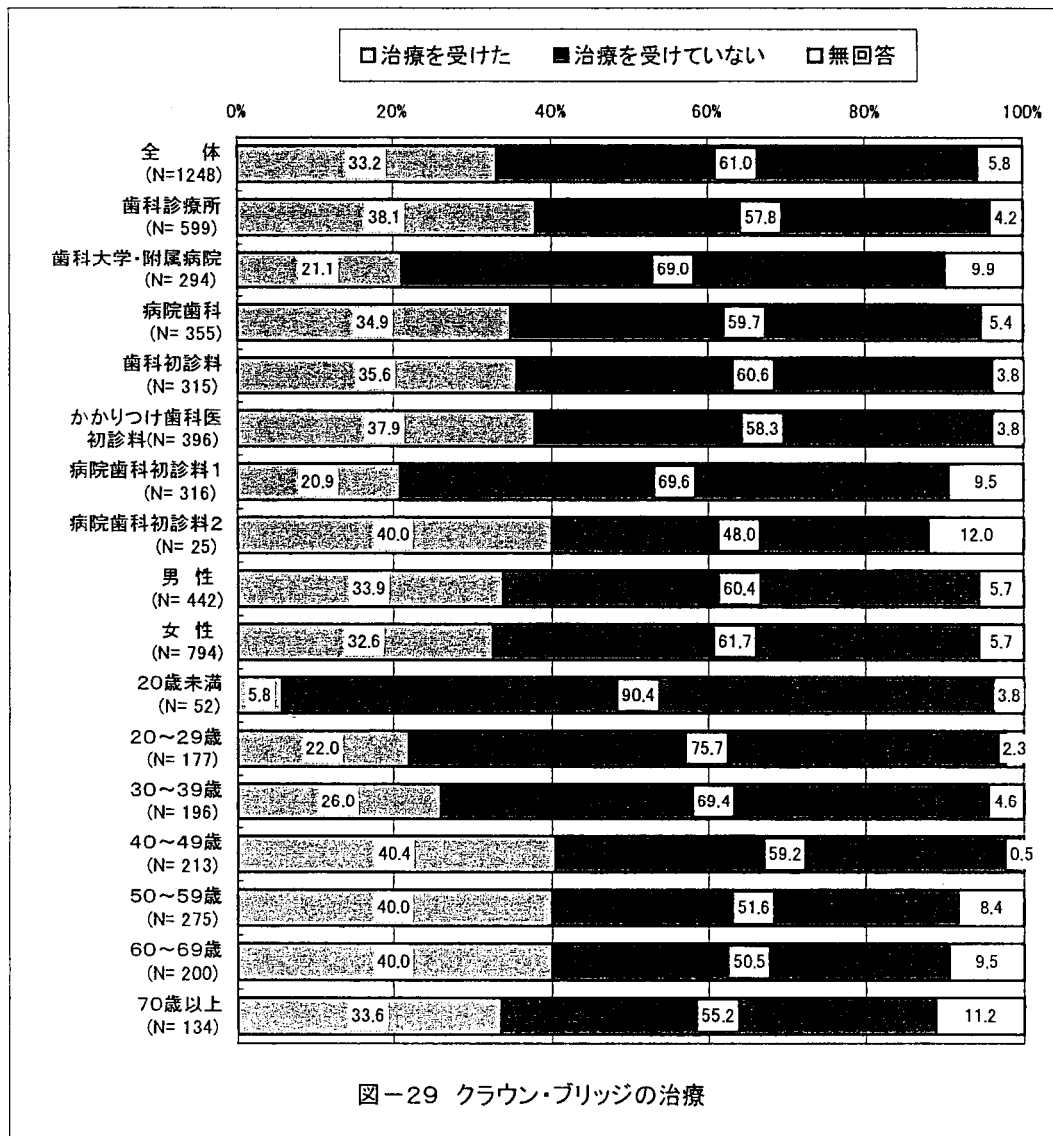 治療を受けた 治療を受けていない 無回答
0% 20% 40% 60% 80% 100%
全 体
(N=1248)
33.2 61.0 5.8
歯科診療所
(N= 599)
38.1 57.8 4.2
歯科大学・附属病院
(N= 294)
21.1 69.0 9.9
病院歯科
(N= 355)
34.9 59.7 5.4
歯科初診料
(N= 315)
35.6 60.6 3.8
かかりつけ歯科医
初診料(N= 396)
37.9 58.3 3.8
病院歯科初診料1
(N= 316)
20.9 69.6 9.5
病院歯科初診料2
(N= 25)
40.0 48.0 12.0
男 性
(N= 442)
33.9 60.4 5.7
女 性
(N= 794)
32.6 61.7 5.7
20歳未満
(N= 52)
5.8 90.4 3.8
20～29歳
(N= 177)
22.0 75.7 2.3
30～39歳
(N= 196)
26.0 69.4 4.6
40～49歳
(N= 213)
40.4 59.2 0.5
50～59歳
(N= 275)
40.0 51.6 8.4
60～69歳
(N= 200)
40.0 50.5 9.5
70歳以上
(N= 134)
33.6 55.2 11.2
図－29 クラウン・ブリッジの治療